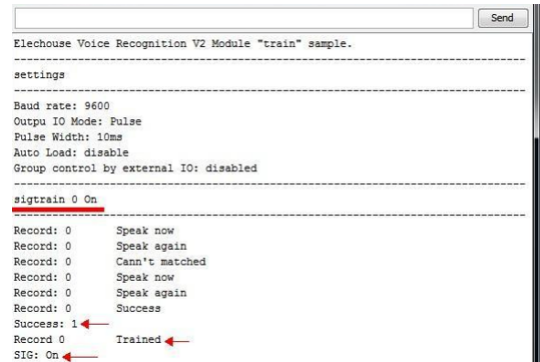 Send
Elechouse Voice Recognition V2 Module "train" sample.
--------------------------------------------------------------------------------
settings
--------------------------------------------------------------------------------
Baud rate: 9600
Outpu IO Mode: Pulse
Pulse Width: 10ms
Auto Load: disable
Group control by external IO: disabled
--------------------------------------------------------------------------------
sigtrain 0 On
--------------------------------------------------------------------------------
Record: 0 Speak now
Record: 0 Speak again
Record: 0 Cann't matched
Record: 0 Speak now
Record: 0 Speak again
Record: 0 Success
Success: 1
Record 0 Trained
SIG: On